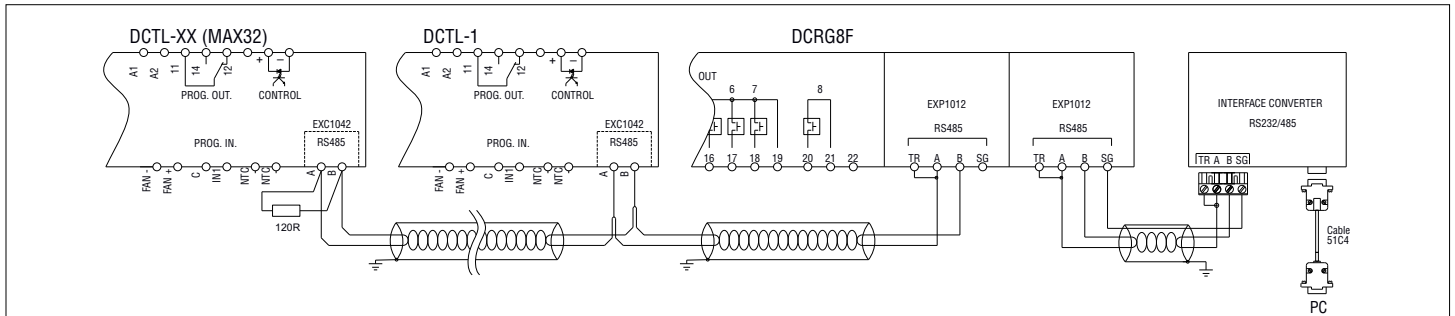 DCTL-XX (MAX32)
A1 A2 11 14 12 + –
PROG. OUT. CONTROL
EXC1042
RS485
PROG. IN.
FAN - FAN + C IN1 NTC NTC A B
120R
DCTL-1
A1 A2 11 14 12 + –
PROG. OUT. CONTROL
EXC1042
RS485
PROG. IN.
FAN - FAN + C IN1 NTC NTC A B
DCRG8F
OUT
6 7 8
16 17 18 19 20 21 22
EXP1012
RS485
TR A B SG
EXP1012
RS485
TR A B SG
INTERFACE CONVERTER
RS232/485
TR A B SG
Cable
51C4
PC